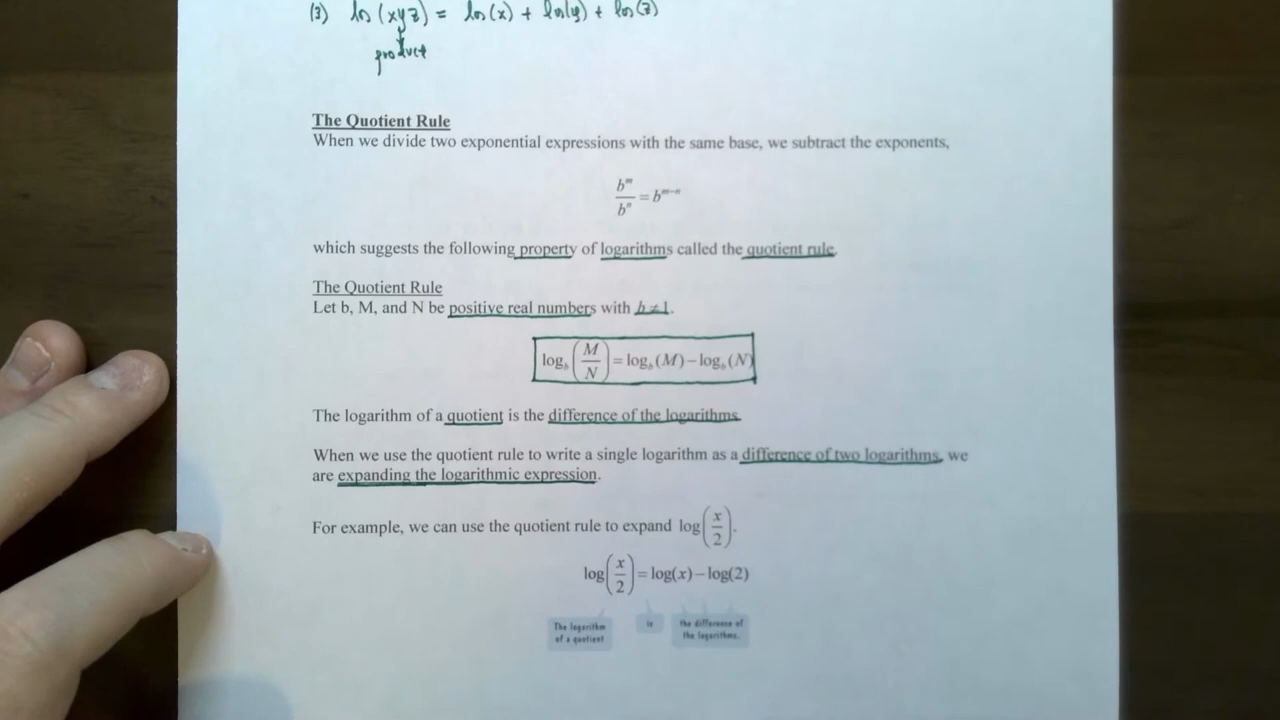 (3) ln(xyz) = ln(x) + ln(y) + ln(z)
product
The Quotient Rule
When we divide two exponential expressions with the same base, we subtract the exponents,
b^m/b^n = b^(m-n)
which suggests the following property of logarithms called the quotient rule.
The Quotient Rule
Let b, M, and N be positive real numbers with b≠1.
log_b(M/N) = log_b(M) − log_b(N)
The logarithm of a quotient is the difference of the logarithms.
When we use the quotient rule to write a single logarithm as a difference of two logarithms, we
are expanding the logarithmic expression.
For example, we can use the quotient rule to expand log(x/2).
log(x/2) = log(x) − log(2)
The logarithm is the difference of
of a quotient the logarithms.